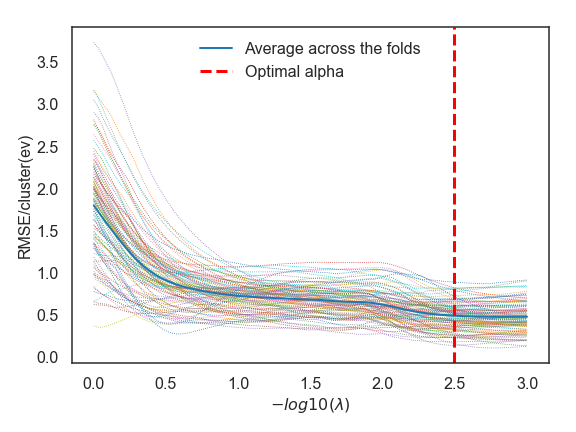 Average across the folds
Optimal alpha
RMSE/cluster(ev)
3.5
3.0
2.5
2.0
1.5
1.0
0.5
0.0
0.0 0.5 1.0 1.5 2.0 2.5 3.0
−log10(λ)